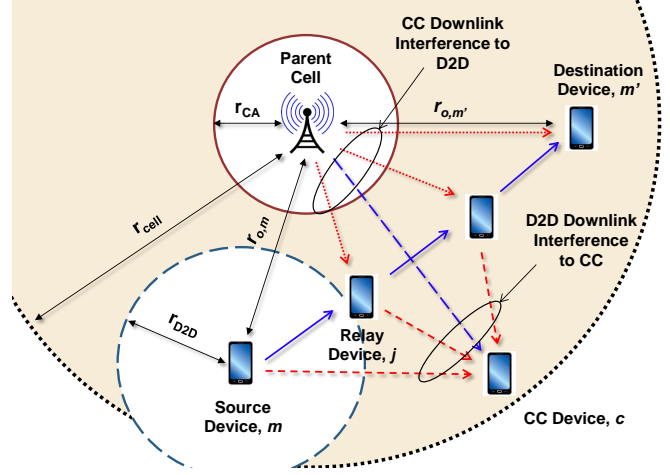 CC Downlink
Interference to
D2D
Parent
Cell
Destination
Device, m'
r_CA
r_o,m'
r_cell
r_o,m
D2D Downlink
Interference
to CC
r_D2D
Relay
Device, j
Source
Device, m
CC Device, c